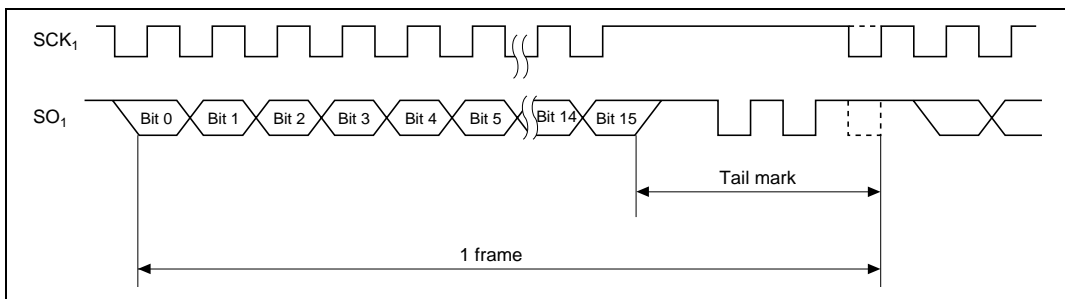 SCK1
SO1
Bit 0 Bit 1 Bit 2 Bit 3 Bit 4 Bit 5 Bit 14 Bit 15
Tail mark
1 frame